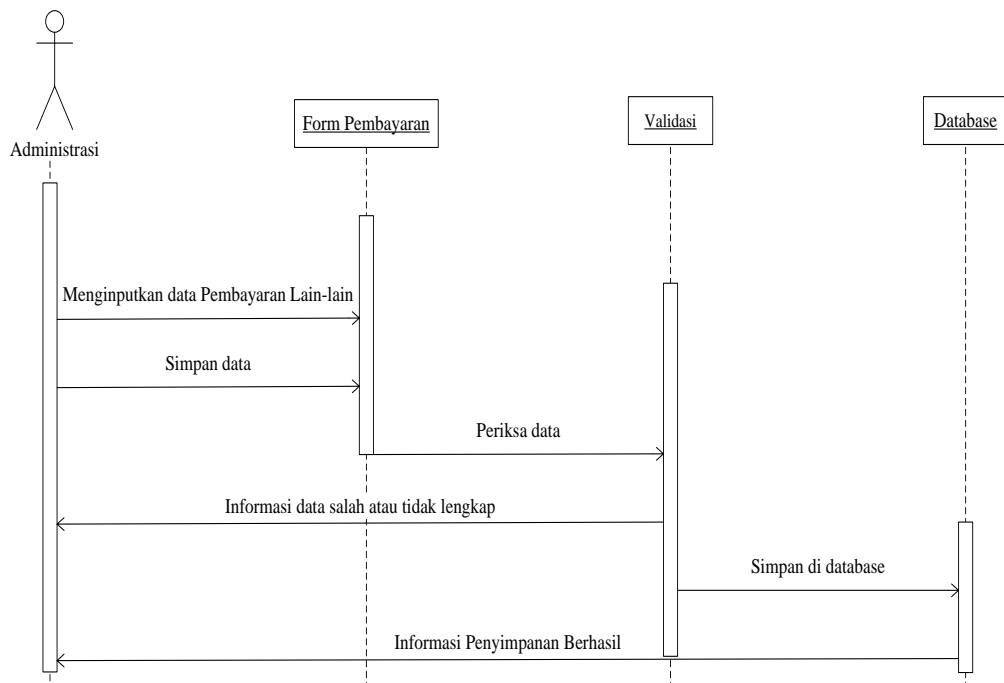 Administrasi
Form Pembayaran
Validasi
Database
Menginputkan data Pembayaran Lain-lain
Simpan data
Periksa data
Informasi data salah atau tidak lengkap
Simpan di database
Informasi Penyimpanan Berhasil